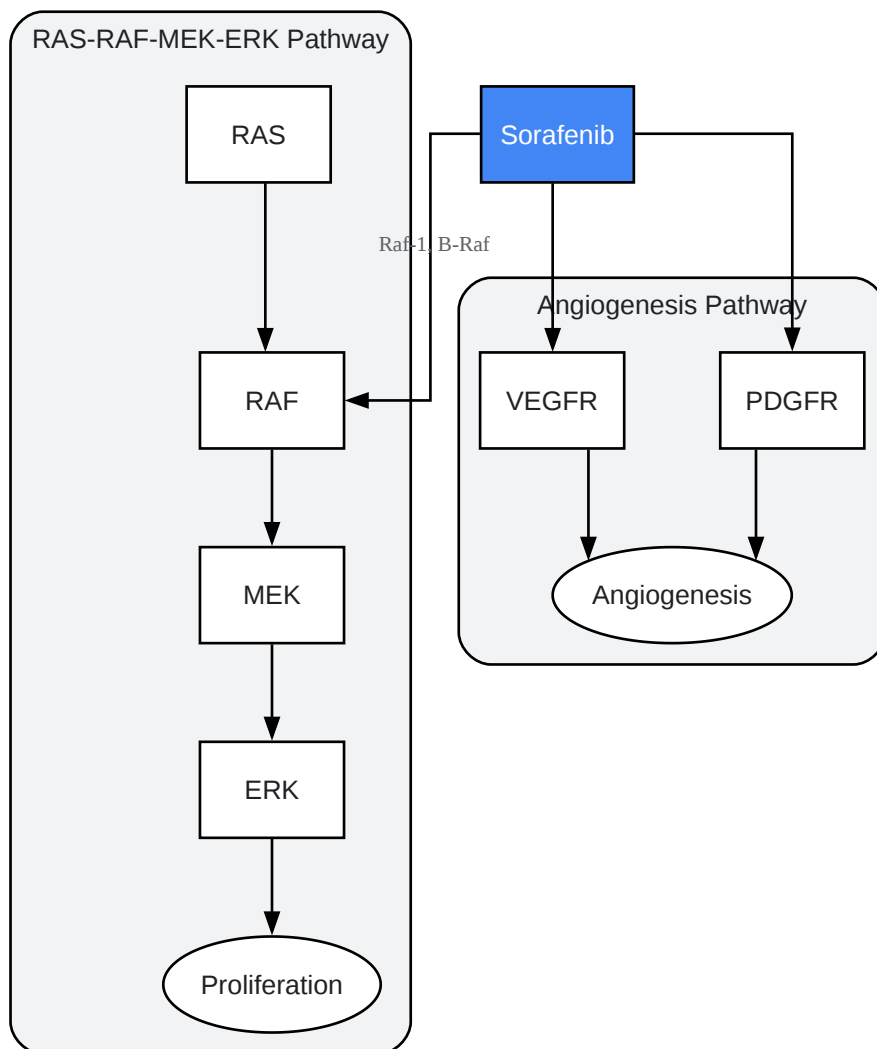 RAS-RAF-MEK-ERK Pathway
RAS
Sorafenib
Raf-1, B-Raf
Angiogenesis Pathway
RAF
VEGFR
PDGFR
MEK
Angiogenesis
ERK
Proliferation